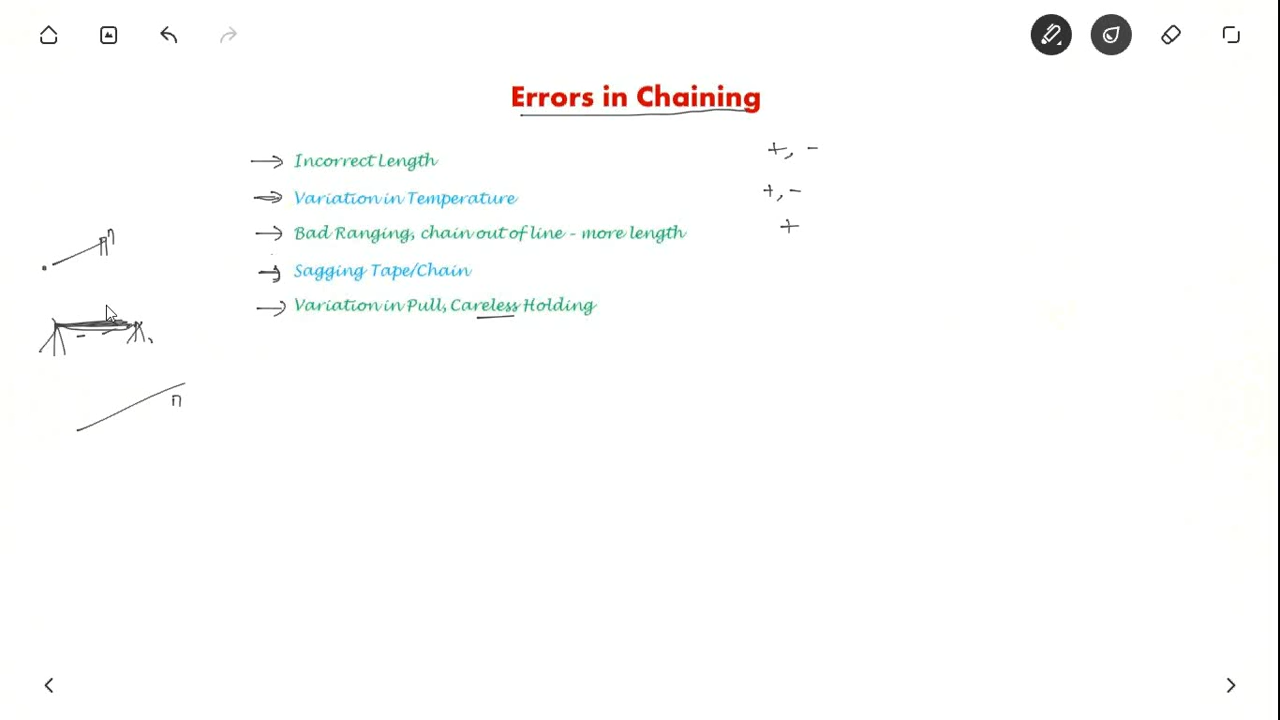 Errors in Chaining
→ Incorrect Length +, -
→ Variation in Temperature +, -
→ Bad Ranging, chain out of line - more length +
→ Sagging Tape/Chain
→ Variation in Pull, Careless Holding